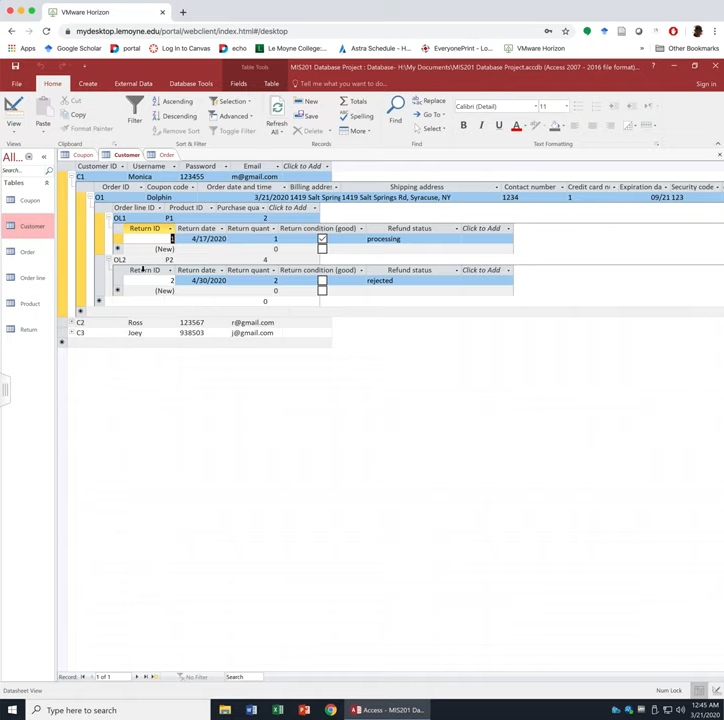 VMware Horizon
mydesktop.lemoyne.edu/portal/webclient/index.html#/desktop
Apps Google Scholar portal Log In to Canvas Le Moyne College:... Astra Schedule - H... EveryonePrint - L... VMware Horizon Other Bookmarks
Table Tools MIS201 Database Project : Database- H:\My Documents\MIS201 Database Project.accdb (Access 2007 - 2016 file format)...
File Home Create External Data Database Tools Fields Table Tell me what you want to do... Sign in
View Paste Cut Copy Format Painter Filter Ascending Descending Remove Sort Selection Advanced Toggle Filter Refresh All New Save Delete Totals Spelling More Find Replace Go To Select Calibri (Detail) 11 B I U A
Views Clipboard Sort & Filter Records Find Text Formatting
All... Coupon Customer Order
Search... Customer ID Username Password Email Click to Add
Tables C1 Monica 123455 m@gmail.com
Order ID Coupon code Order date and time Billing addres Shipping address Contact number Credit card n Expiration da Security code
Coupon O1 Dolphin 3/21/2020 1419 Salt Spring 1419 Salt Springs Rd, Syracuse, NY 1234 1 09/21 123
Order line ID Product ID Purchase qua Click to Add
OL1 P1 2
Customer Return ID Return date Return quant Return condition (good) Refund status Click to Add
1 4/17/2020 1 processing
Order (New) 0
OL2 P2 4
Return ID Return date Return quant Return condition (good) Refund status Click to Add
Order line 2 4/30/2020 2 rejected
(New) 0
Product 0
C2 Ross 123567 r@gmail.com
Return C3 Joey 938503 j@gmail.com
Record: 1 of 1 No Filter Search
Datasheet View Num Lock
Type here to search Access - MIS201 Da... 12:45 AM
3/21/2020